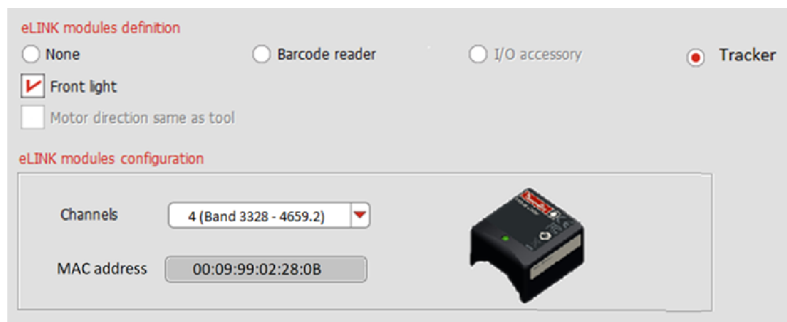 eLINK modules definition
None Barcode reader I/O accessory Tracker
Front light
Motor direction same as tool
eLINK modules configuration
Channels 4 (Band 3328 - 4659.2)
MAC address 00:09:99:02:28:0B